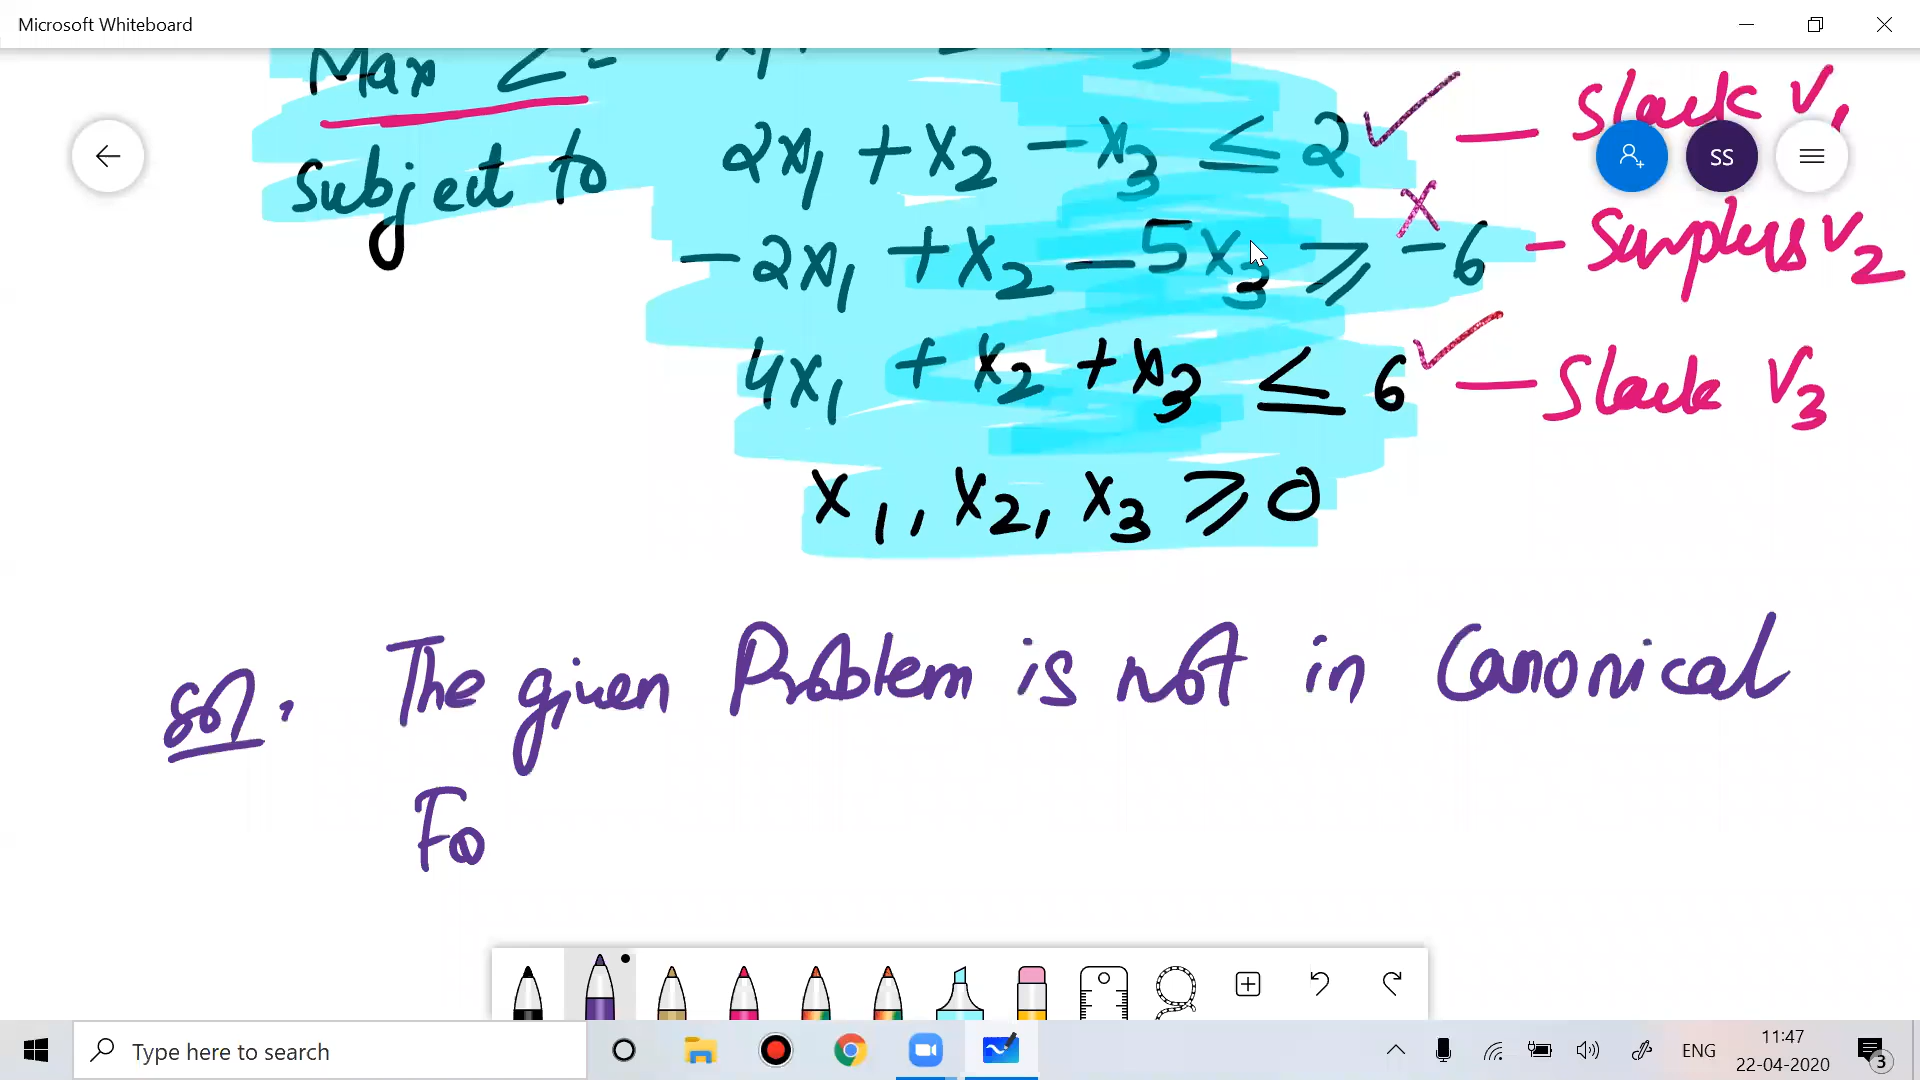 Microsoft Whiteboard
Max Z =
Subject to 2x1 + x2 - x3 ≤ 2 ✓ — Slack V1
-2x1 + x2 - 5x3 ≥ -6 x - Surplus V2
4x1 + x2 + x3 ≤ 6 ✓ — Slack V3
x1, x2, x3 ≥ 0
SS
Sol. The given Problem is not in Canonical
Fo
Type here to search
ENG
11:47
22-04-2020
3